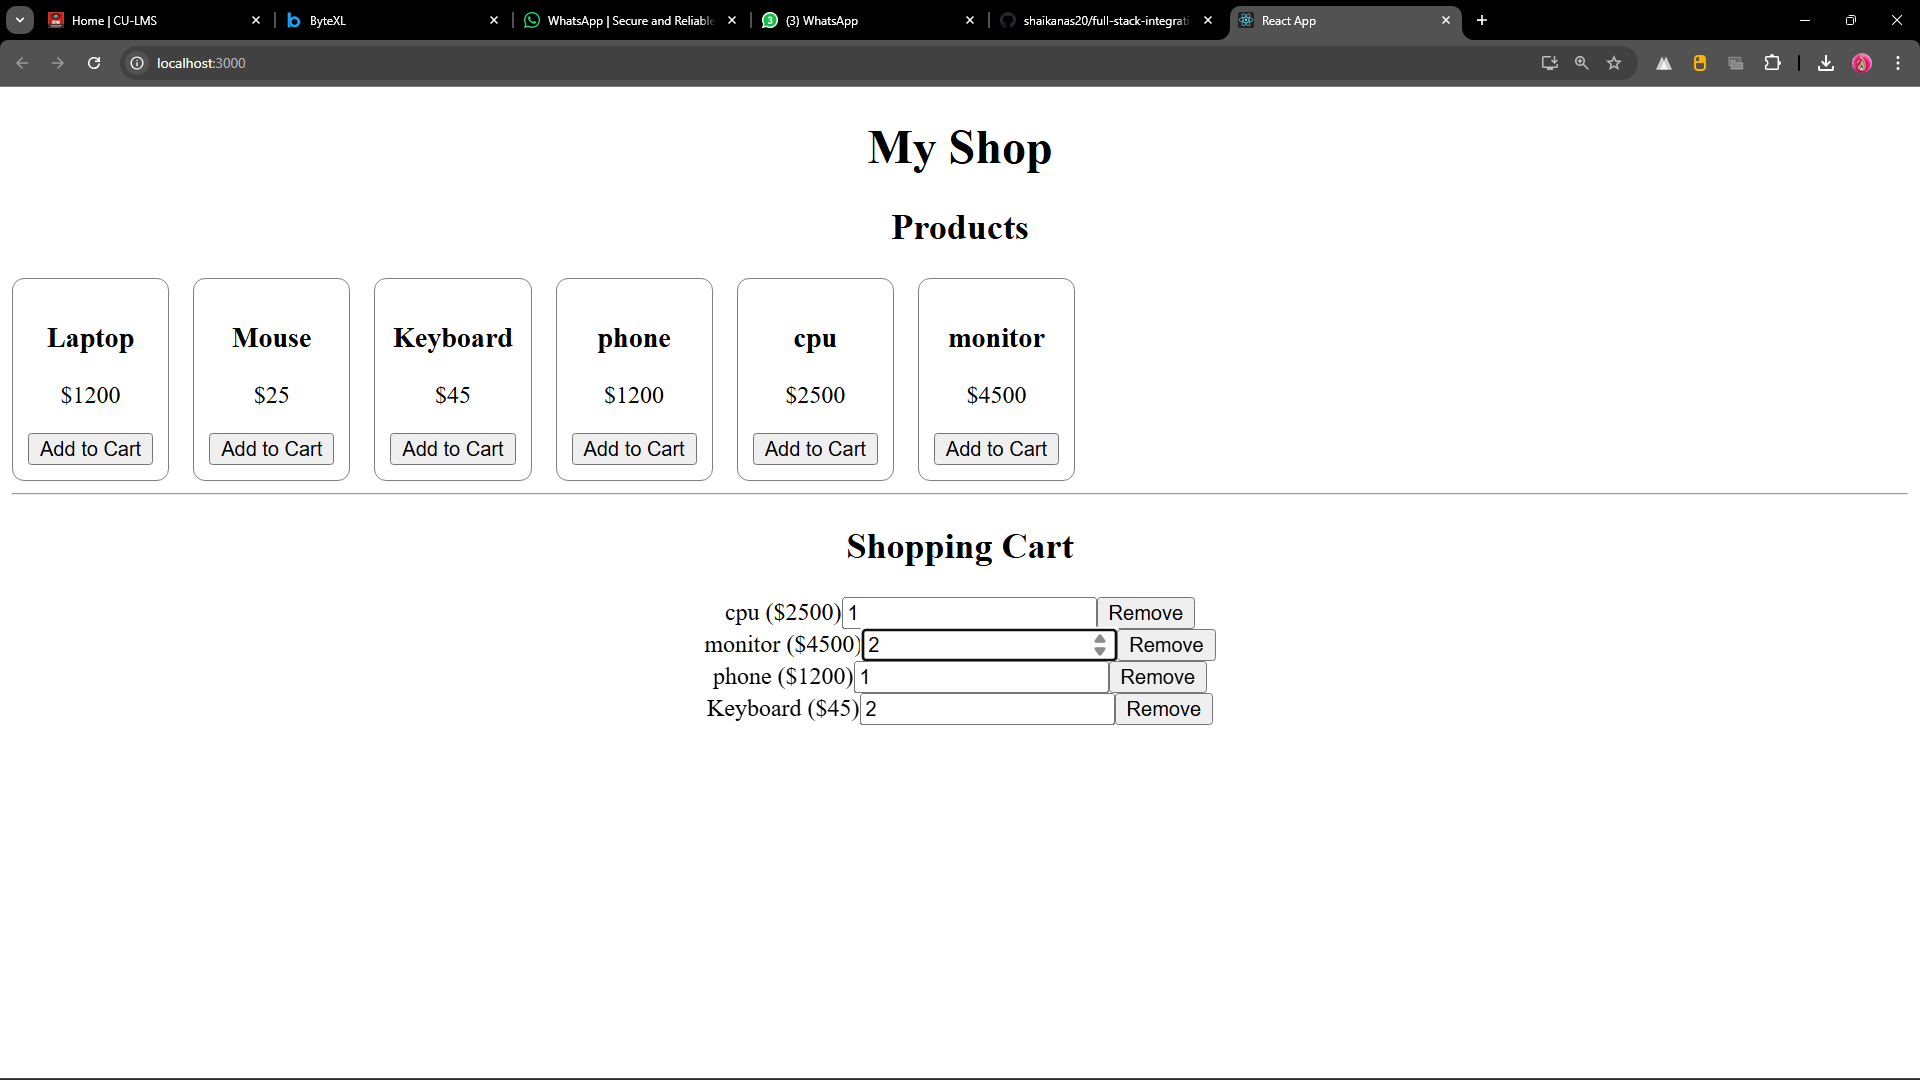 Home | CU-LMS
ByteXL
WhatsApp | Secure and Reliable
3 (3) WhatsApp
shaikanas20/full-stack-integrati
React App
localhost:3000
My Shop
Products
Laptop Mouse Keyboard phone cpu monitor
$1200 $25 $45 $1200 $2500 $4500
Add to Cart Add to Cart Add to Cart Add to Cart Add to Cart Add to Cart
Shopping Cart
cpu ($2500) 1 Remove
monitor ($4500) 2 Remove
phone ($1200) 1 Remove
Keyboard ($45) 2 Remove